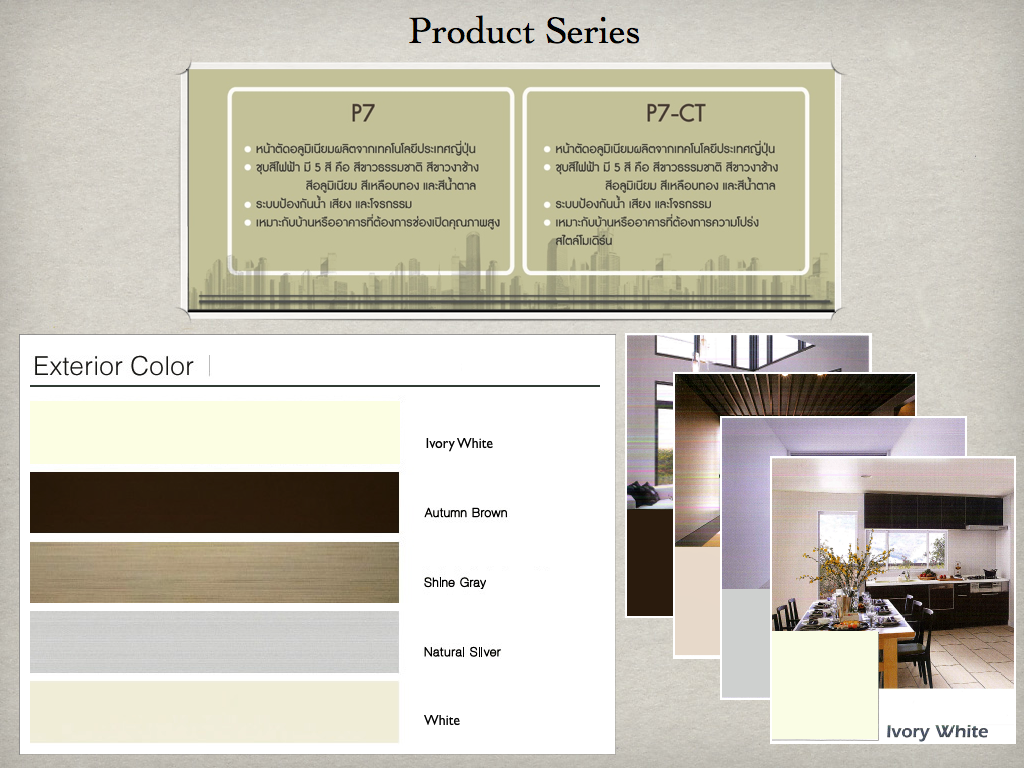 Product Series
P7
หน้าตัดอลูมิเนียมผลิตจากเทคโนโลยีประเทศญี่ปุ่น
ชุบสีไฟฟ้า มี 5 สี คือ สีขาวธรรมชาติ สีขาวงาช้าง
สีอลูมิเนียม สีเหลือบทอง และสีน้ำตาล
ระบบป้องกันน้ำ เสียง และโจรกรรม
เหมาะกับบ้านหรืออาคารที่ต้องการช่องเปิดคุณภาพสูง
P7-CT
หน้าตัดอลูมิเนียมผลิตจากเทคโนโลยีประเทศญี่ปุ่น
ชุบสีไฟฟ้า มี 5 สี คือ สีขาวธรรมชาติ สีขาวงาช้าง
สีอลูมิเนียม สีเหลือบทอง และสีน้ำตาล
ระบบป้องกันน้ำ เสียง และโจรกรรม
เหมาะกับบ้านหรืออาคารที่ต้องการความโปร่ง
สไตล์โมเดิร์น
Exterior Color
Ivory White
Autumn Brown
Shine Gray
Natural Silver
White
Ivory White